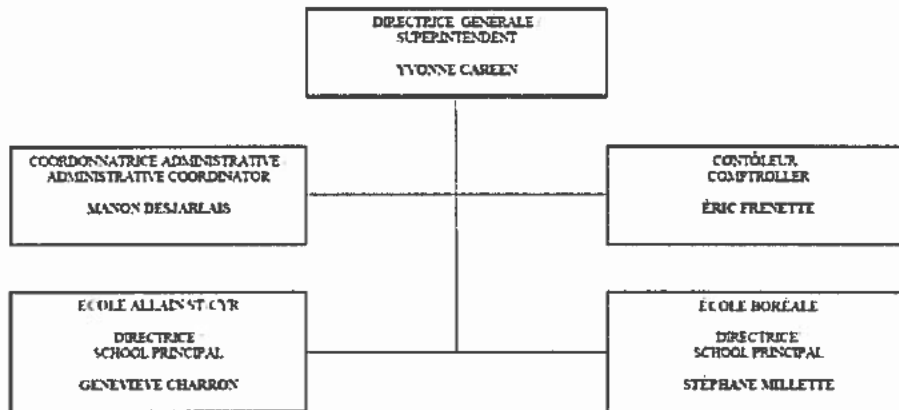 DIRECTRICE GENERALE
SUPERINTENDENT
YVONNE CAREEN
COORDONNATRICE ADMINISTRATIVE
ADMINISTRATIVE COORDINATOR
MANON DESJARLAIS
CONTÔLEUR
COMPTROLLER
ÉRIC FRENETTE
ECOLE ALLAIN ST-CYR
DIRECTRICE
SCHOOL PRINCIPAL
GENEVIEVE CHARRON
ÉCOLE BORÉALE
DIRECTRICE
SCHOOL PRINCIPAL
STÉPHANE MILLETTE